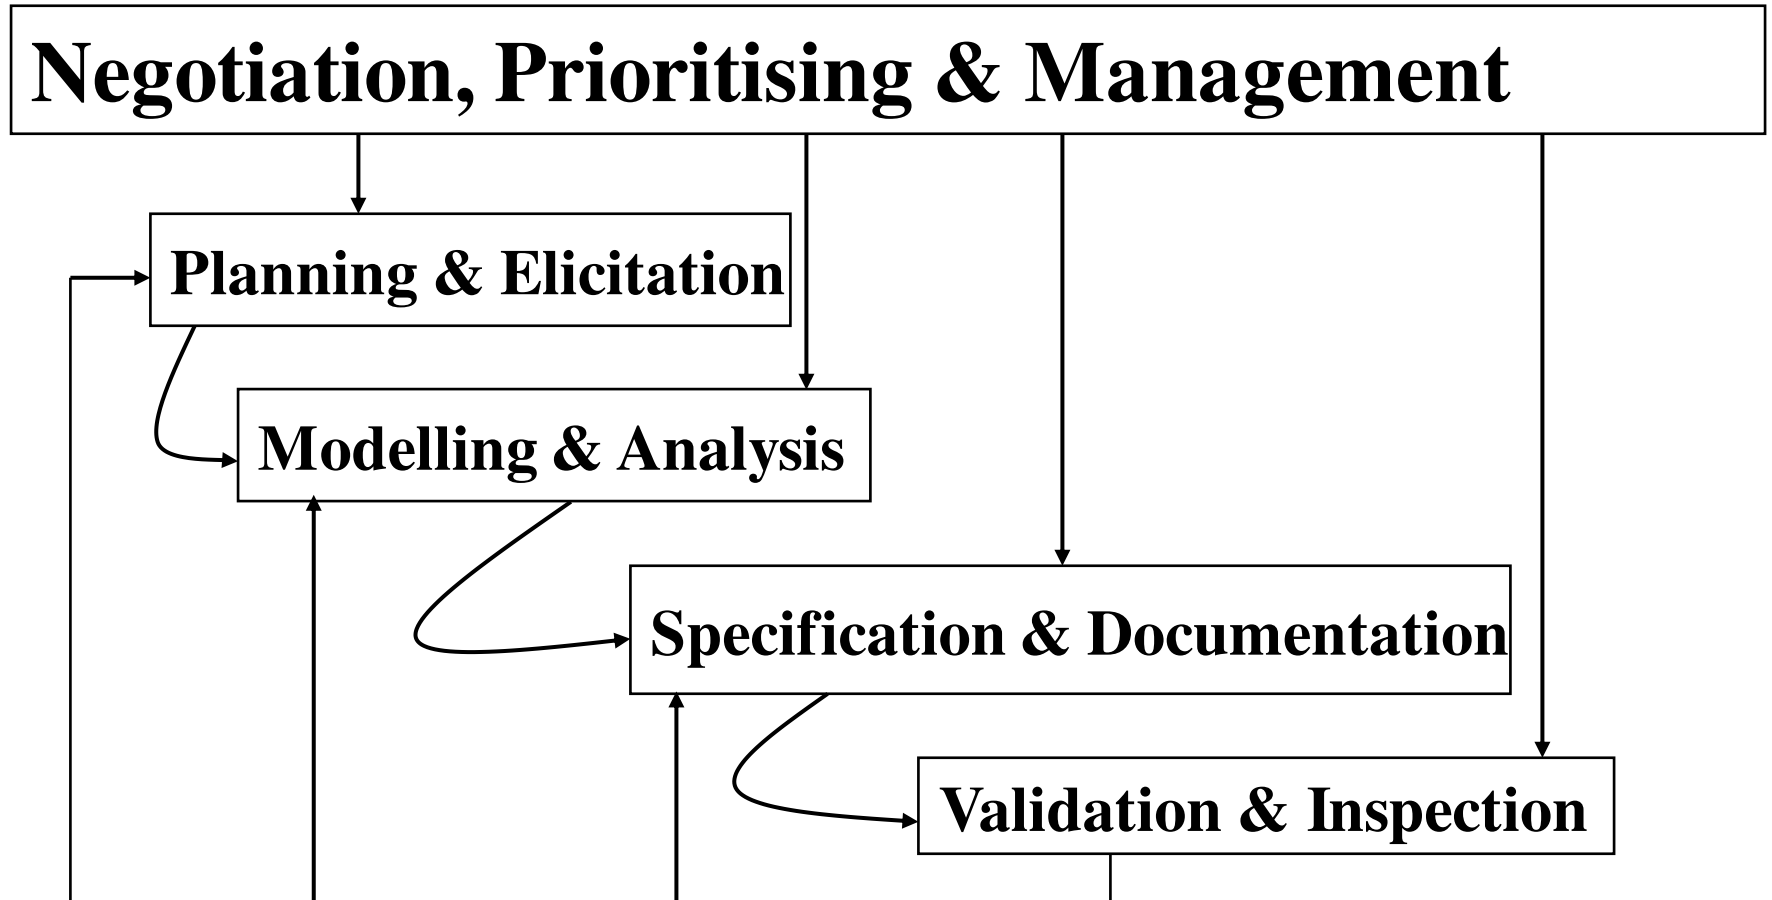 Negotiation, Prioritising & Management
Planning & Elicitation
Modelling & Analysis
Specification & Documentation
Validation & Inspection